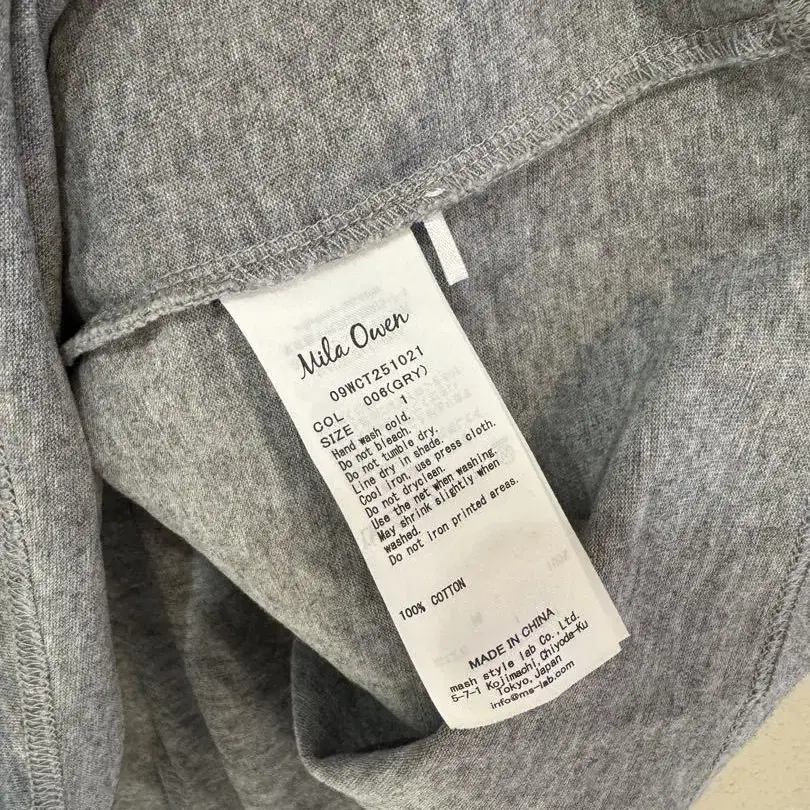 Mila Owen
09WCT251021
COL 006(GRY)
SIZE 1
Hand wash cold.
Do not bleach.
Do not tumble dry.
Line dry in shade.
Cool iron, use press cloth.
Do not dryclean.
Use the net when washing.
May shrink slightly when
washed.
Do not iron printed areas.
100% COTTON
MADE IN CHINA
mash style lab Co.,Ltd.
5-7-1 Kojimachi,Chiyoda-Ku
Tokyo,Japan
info@ms-lab.com